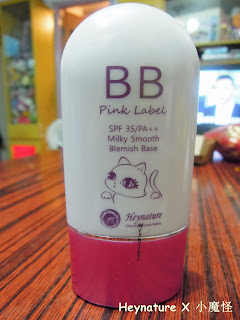 BB
Pink Label
SPF 35/PA++
Milky Smooth
Blemish Base
Heynature
Heynature X 小魔怪